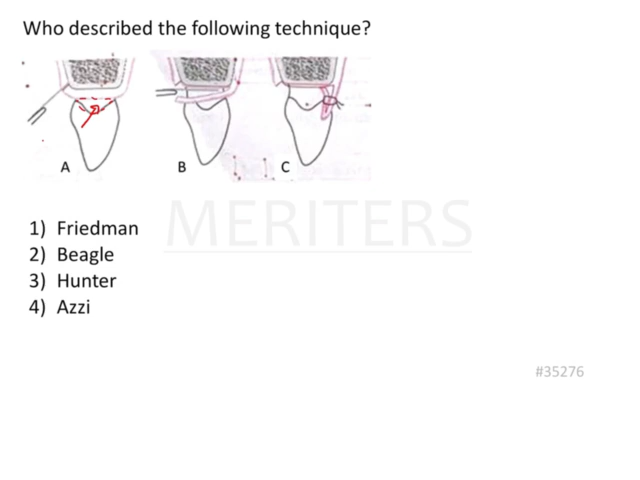 Who described the following technique?
A B C
MERITERS
1) Friedman
2) Beagle
3) Hunter
4) Azzi
#35276